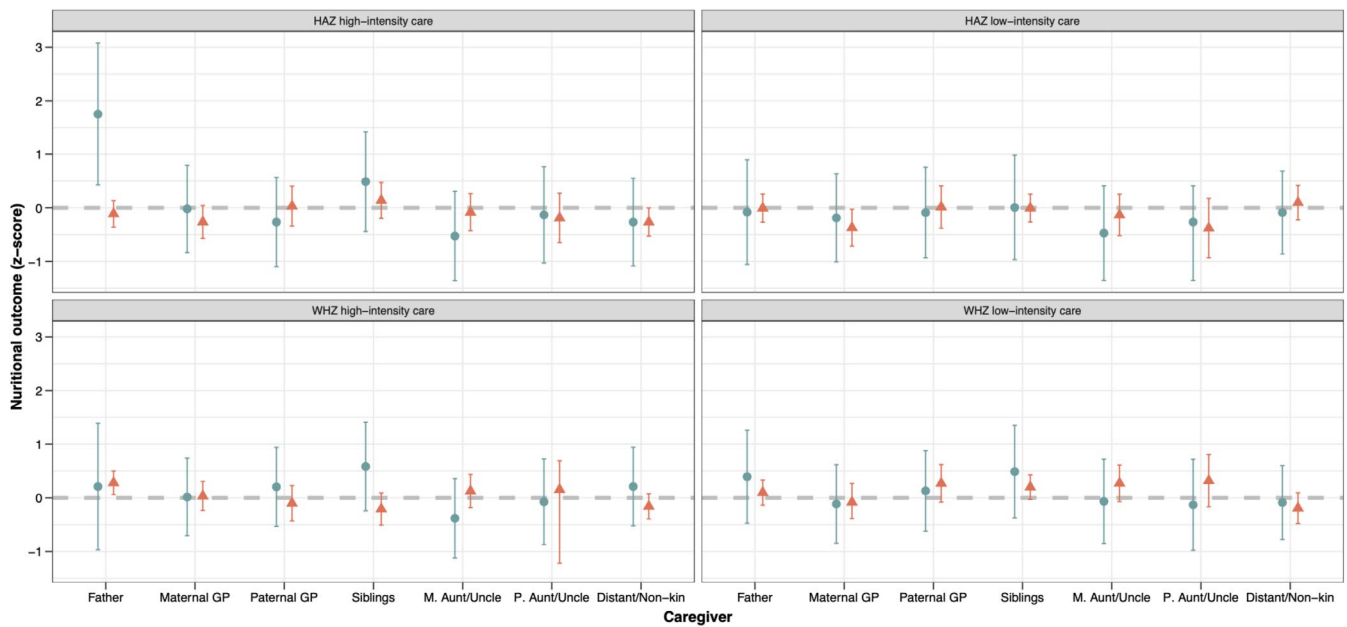 HAZ high−intensity care
HAZ low−intensity care
3
2
1
0
−1
WHZ high−intensity care
WHZ low−intensity care
3
2
1
0
−1
Nuritional outcome (z−score)
Father Maternal GP Paternal GP Siblings M. Aunt/Uncle P. Aunt/Uncle Distant/Non−kin
Father Maternal GP Paternal GP Siblings M. Aunt/Uncle P. Aunt/Uncle Distant/Non−kin
Caregiver